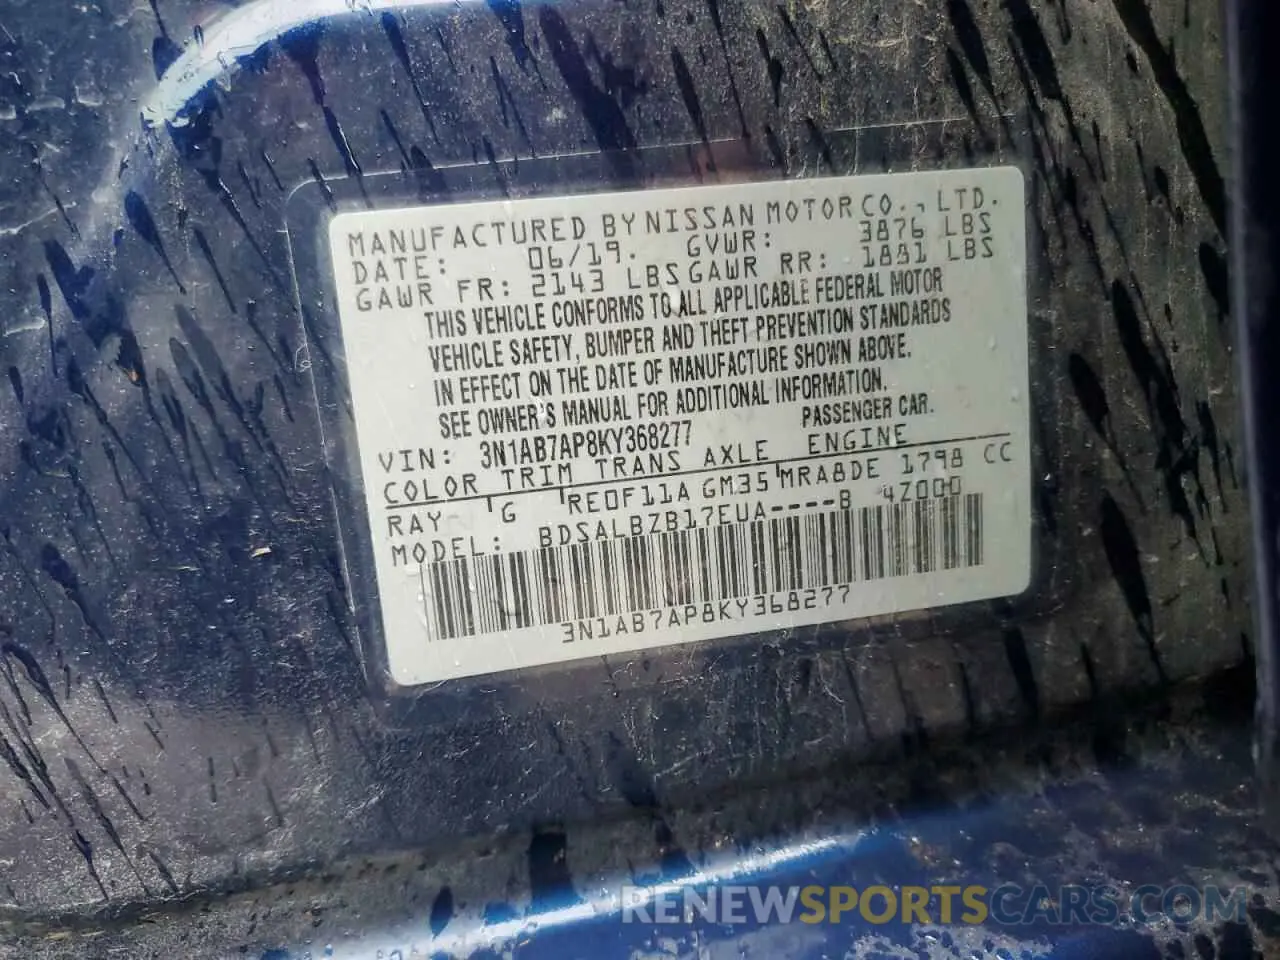 MANUFACTURED BY NISSAN MOTOR CO., LTD.
DATE: 06/19. GVWR: 3876 LBS
GAWR FR: 2143 LBS GAWR RR: 1881 LBS
THIS VEHICLE CONFORMS TO ALL APPLICABLE FEDERAL MOTOR
VEHICLE SAFETY, BUMPER AND THEFT PREVENTION STANDARDS
IN EFFECT ON THE DATE OF MANUFACTURE SHOWN ABOVE.
SEE OWNER'S MANUAL FOR ADDITIONAL INFORMATION.
VIN: 3N1AB7AP8KY368277 PASSENGER CAR.
COLOR TRIM TRANS AXLE ENGINE
RAY G RE0F11A GM35 MRA8DE 1798 CC
MODEL: BDSALBZB17EUA----B 4Z000
3N1AB7AP8KY368277
RENEWSPORTSCARS.COM